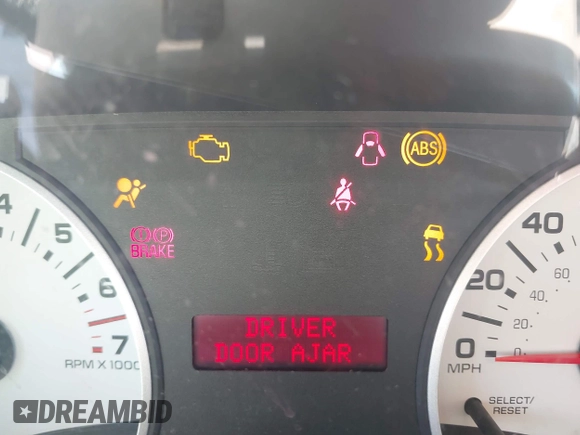 ABS
(!) (P)
BRAKE
4
5
6
7
RPM X 1000
DRIVER
DOOR AJAR
40
60
20
20
0
0
MPH
SELECT/
RESET
DREAMBID